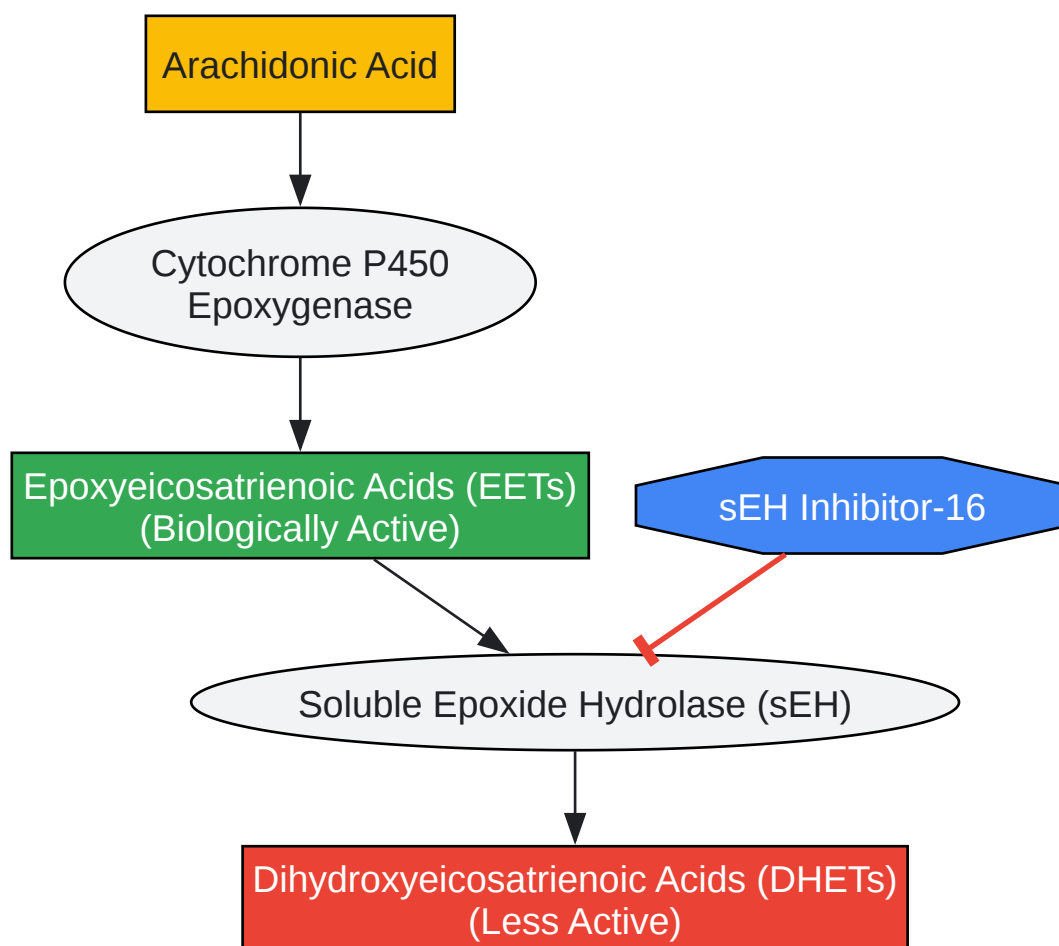 Arachidonic Acid
Cytochrome P450
Epoxygenase
Epoxyeicosatrienoic Acids (EETs)
(Biologically Active)
sEH Inhibitor-16
Soluble Epoxide Hydrolase (sEH)
Dihydroxyeicosatrienoic Acids (DHETs)
(Less Active)